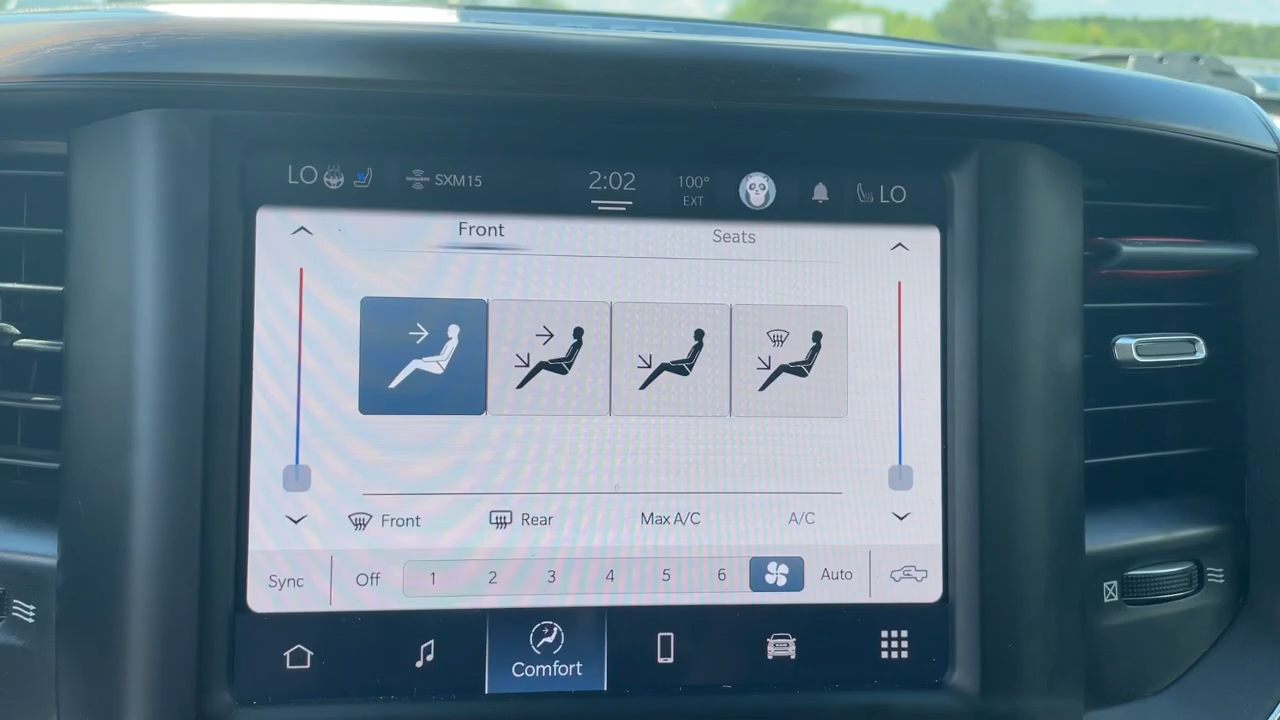 LO SXM15 2:02 100° EXT LO
Front Seats
Front Rear Max A/C A/C
Sync Off 1 2 3 4 5 6 Auto
Comfort